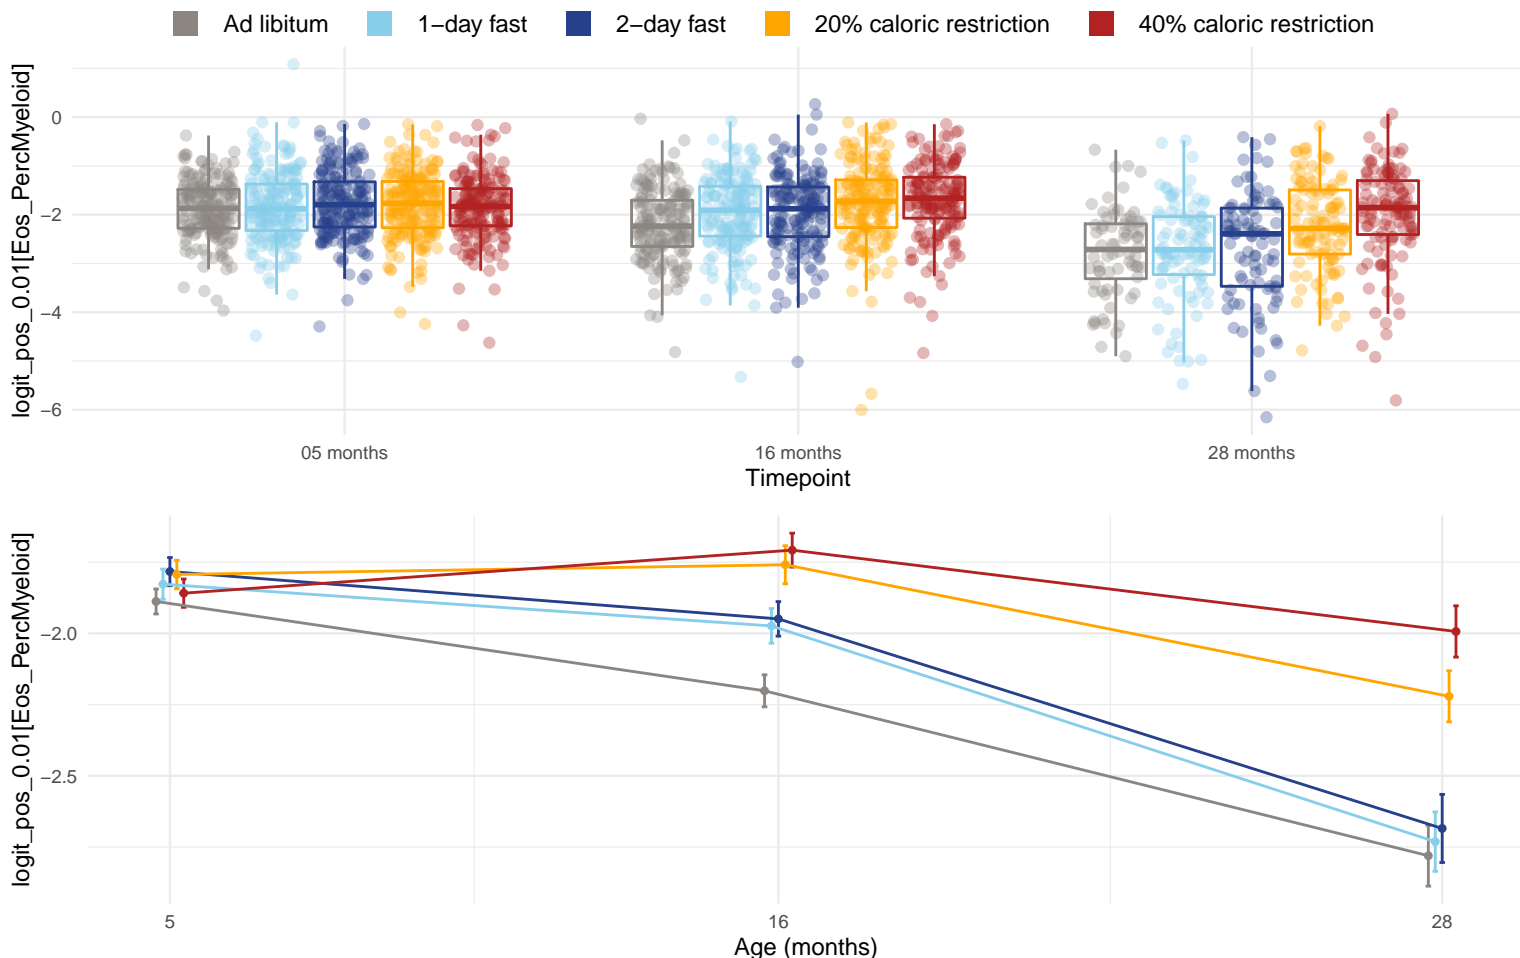 Ad libitum 1−day fast 2−day fast 20% caloric restriction 40% caloric restriction
logit_pos_0.01[Eos_PercMyeloid]
0
−2
−4
−6
05 months 16 months 28 months
Timepoint
logit_pos_0.01[Eos_PercMyeloid]
−2.0
−2.5
5 16 28
Age (months)